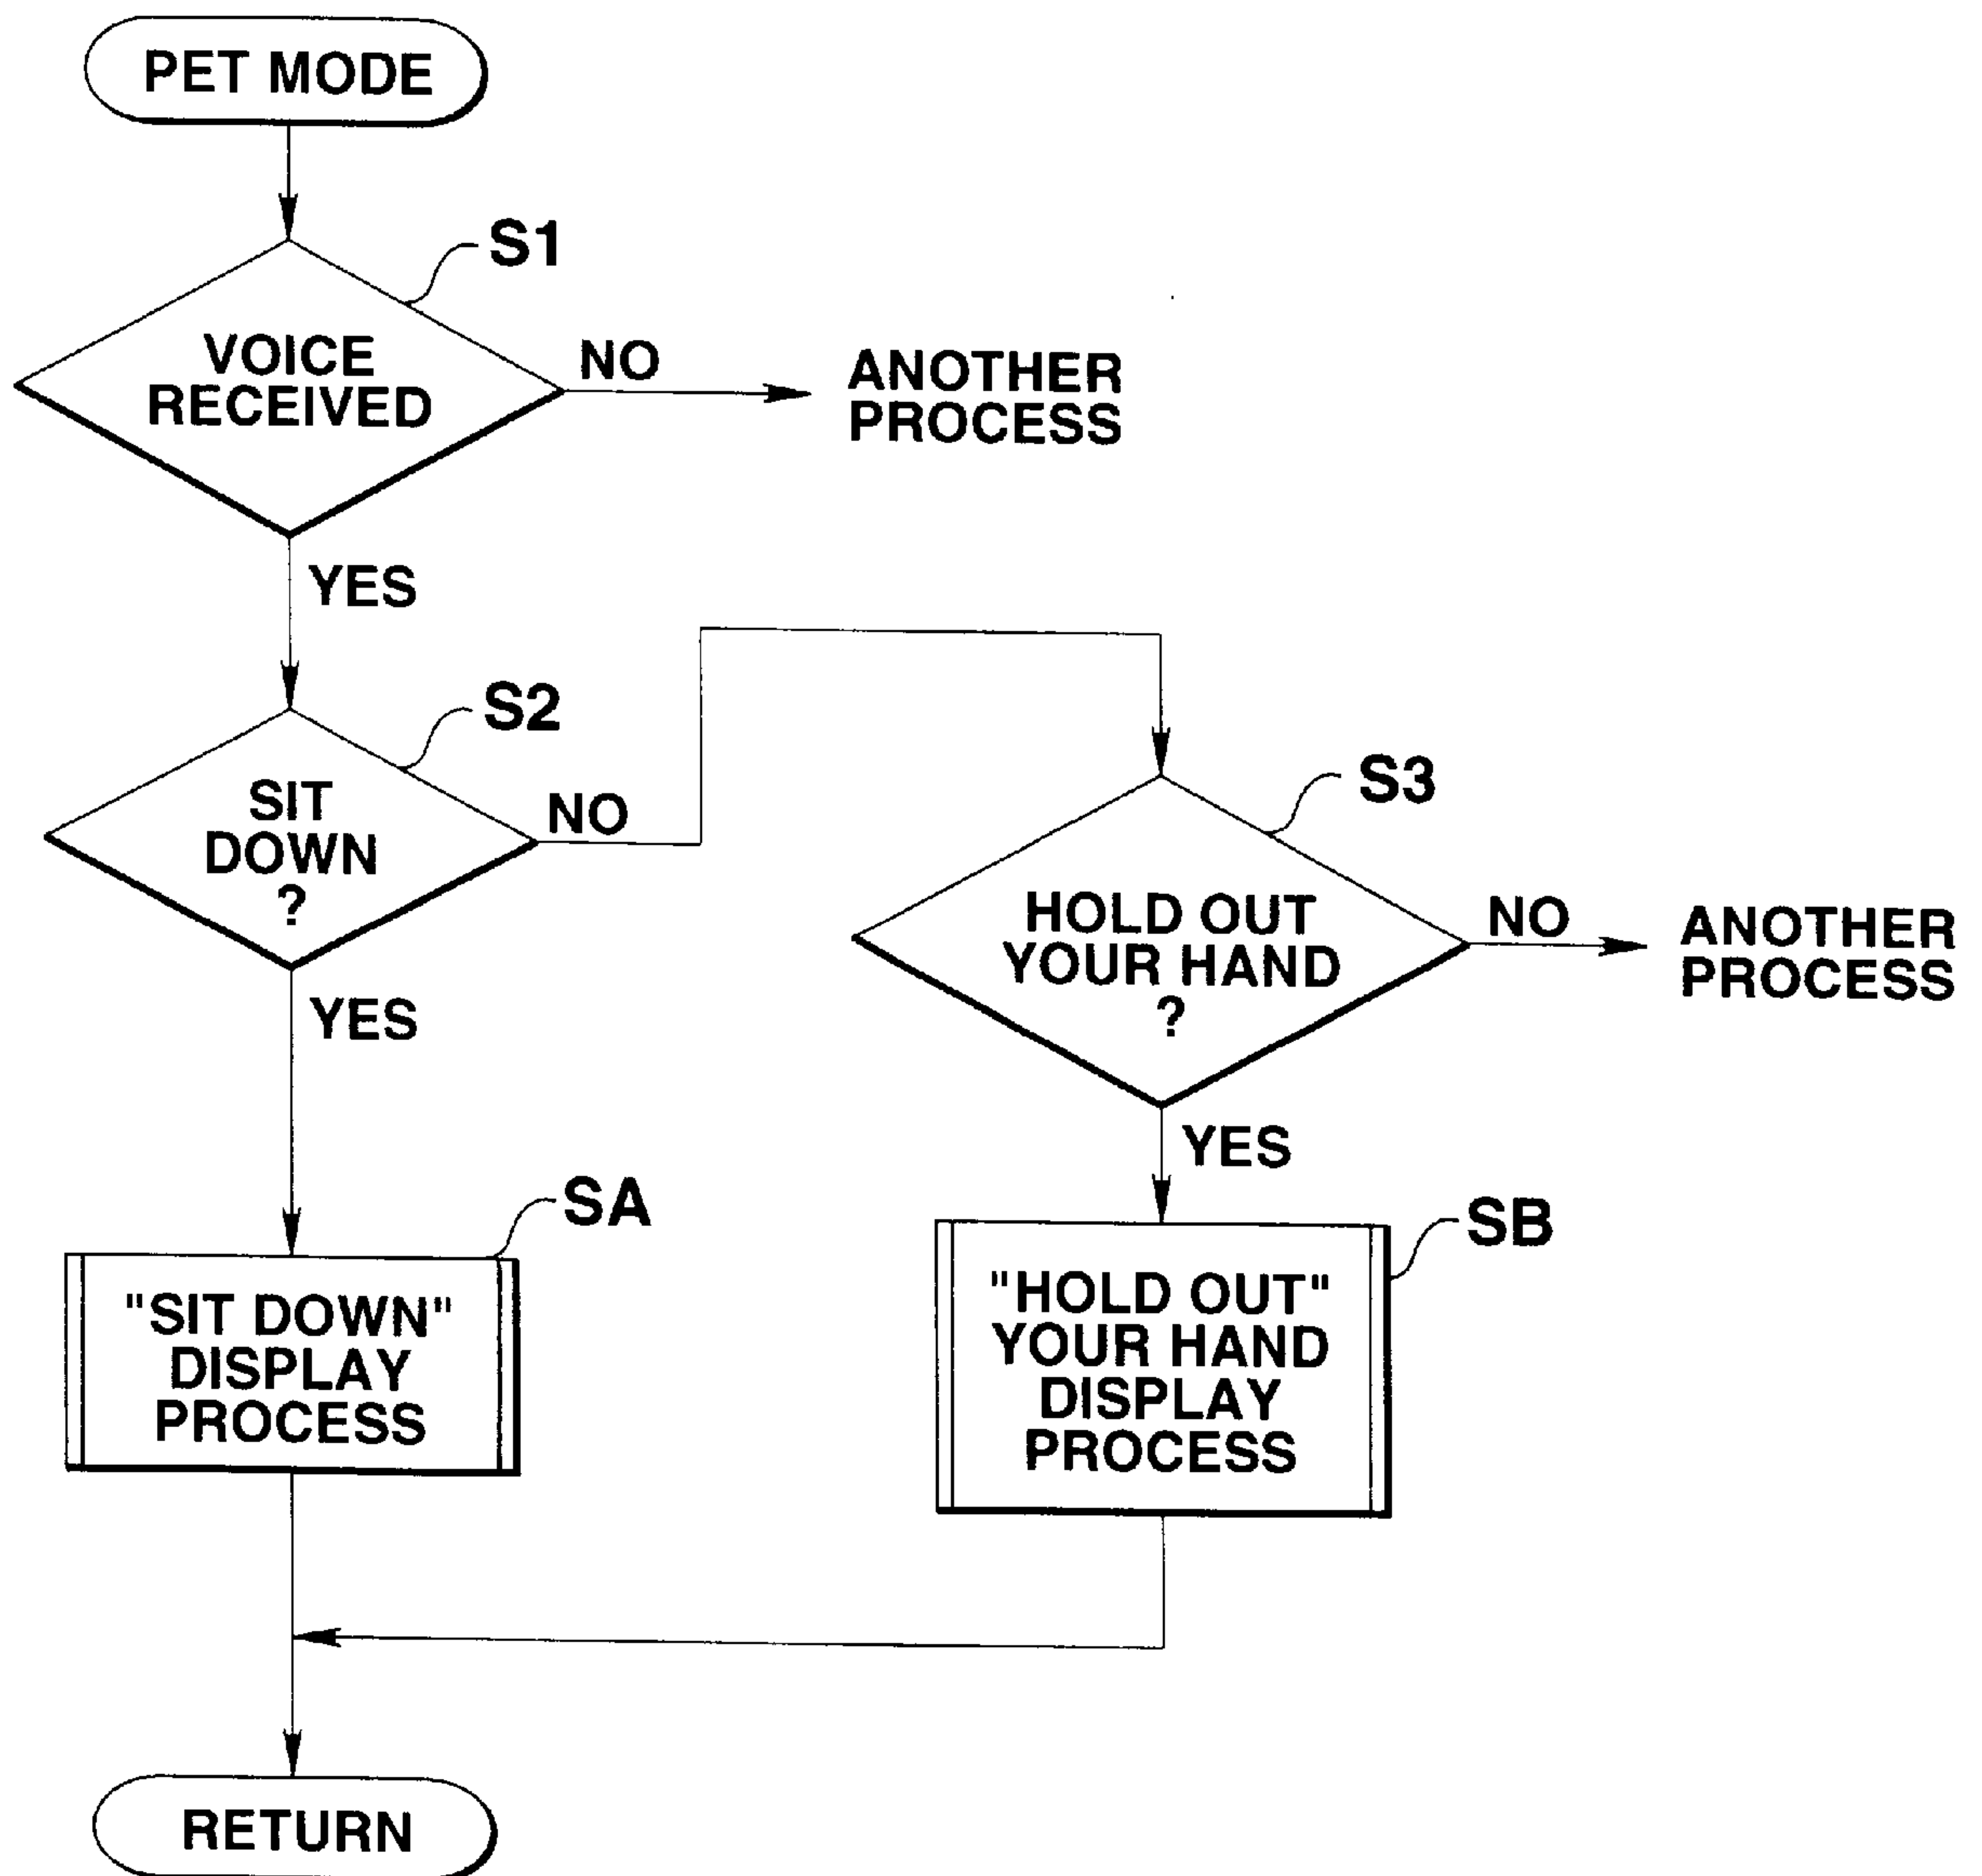 PET MODE
S1
VOICE
RECEIVED
NO
ANOTHER
PROCESS
YES
S2
SIT
DOWN
?
NO
S3
HOLD OUT
YOUR HAND
?
NO
ANOTHER
PROCESS
YES
YES
SA
"SIT DOWN"
DISPLAY
PROCESS
SB
"HOLD OUT"
YOUR HAND
DISPLAY
PROCESS
RETURN